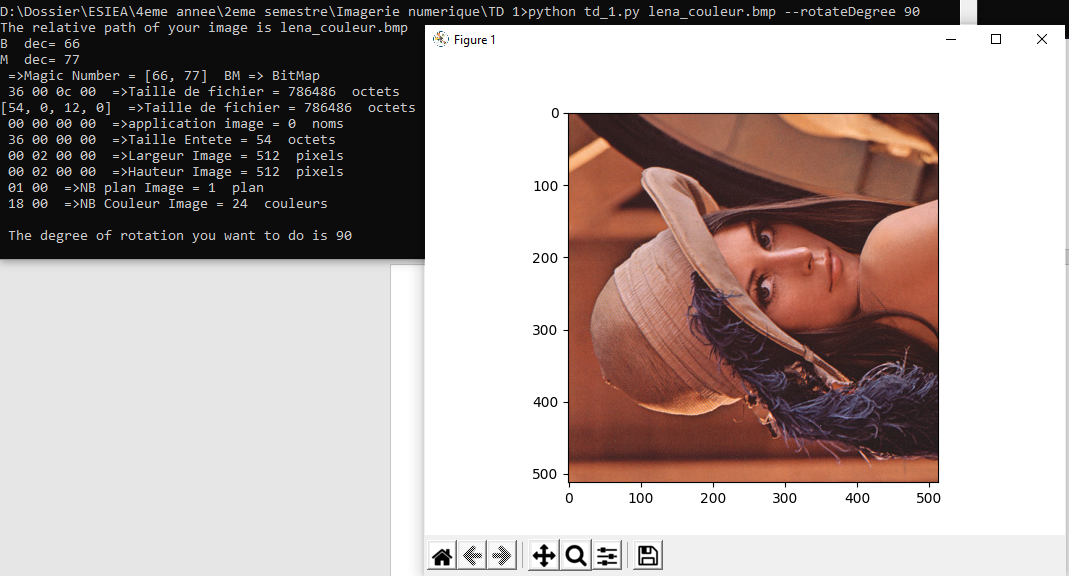 D:\Dossier\ESIEA\4eme annee\2eme semestre\Imagerie numerique\TD 1>python td_1.py lena_couleur.bmp --rotateDegree 90
The relative path of your image is lena_couleur.bmp
B  dec= 66
M  dec= 77
 =>Magic Number = [66, 77]  BM => BitMap
 36 00 0c 00  =>Taille de fichier = 786486  octets
[54, 0, 12, 0]  =>Taille de fichier = 786486  octets
 00 00 00 00  =>application image = 0  noms
 36 00 00 00  =>Taille Entete = 54  octets
 00 02 00 00  =>Largeur Image = 512  pixels
 00 02 00 00  =>Hauteur Image = 512  pixels
 01 00  =>NB plan Image = 1  plan
 18 00  =>NB Couleur Image = 24  couleurs
 The degree of rotation you want to do is 90
Figure 1
0
100
200
300
400
500
0 100 200 300 400 500